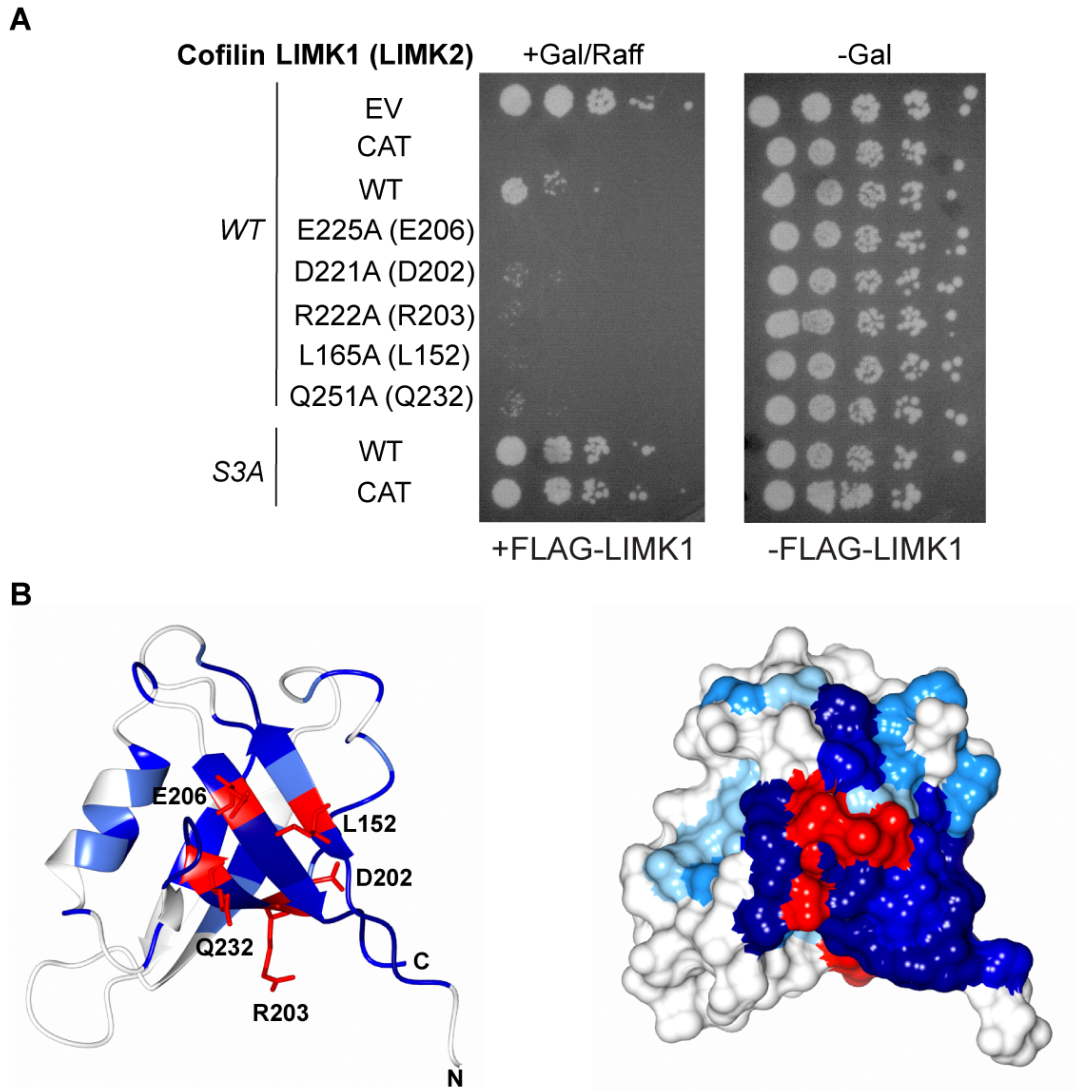 A
Cofilin LIMK1 (LIMK2) +Gal/Raff -Gal
EV
CAT
WT
WT E225A (E206)
D221A (D202)
R222A (R203)
L165A (L152)
Q251A (Q232)
WT
S3A
CAT
+FLAG-LIMK1 -FLAG-LIMK1
B
E206
L152
D202
Q232
C
R203
N